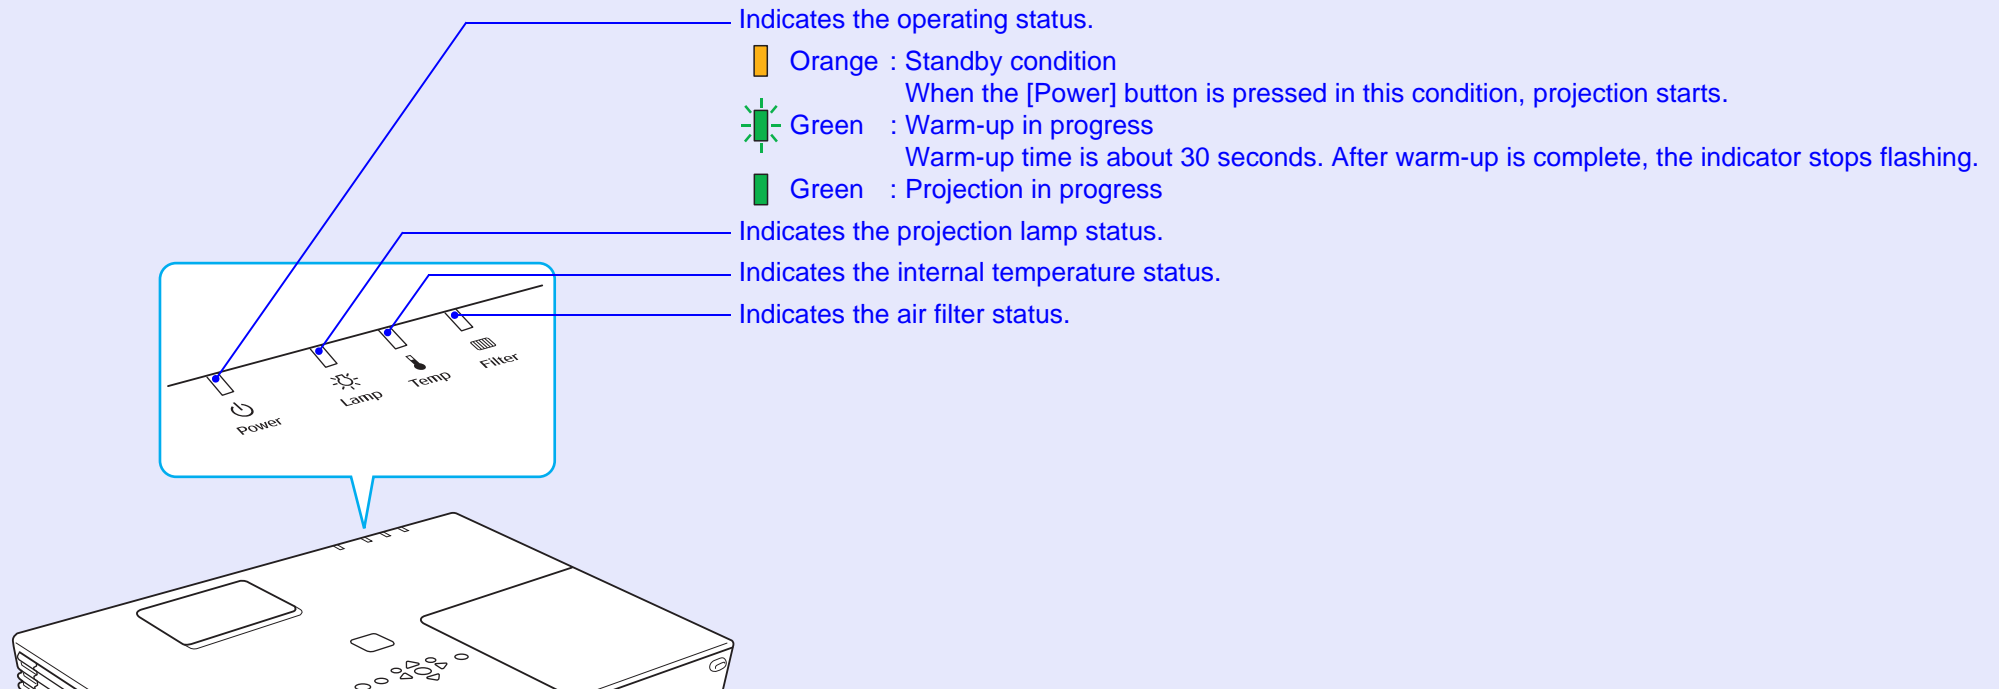 Indicates the operating status.
Orange : Standby condition
When the [Power] button is pressed in this condition, projection starts.
Green : Warm-up in progress
Warm-up time is about 30 seconds. After warm-up is complete, the indicator stops flashing.
Green : Projection in progress
Indicates the projection lamp status.
Indicates the internal temperature status.
Indicates the air filter status.
Power
Lamp
Temp
Filter